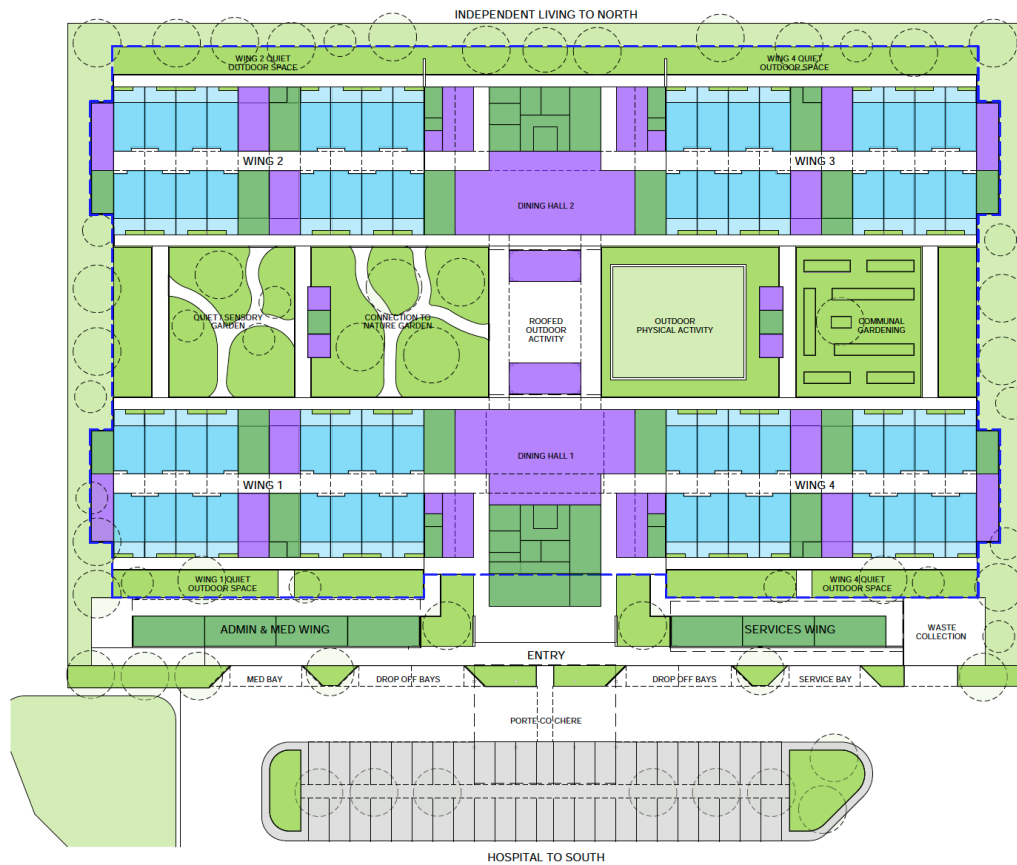 INDEPENDENT LIVING TO NORTH
WING 2 QUIET
OUTDOOR SPACE
WING 4 QUIET
OUTDOOR SPACE
WING 2
WING 3
DINING HALL 2
QUIET / SENSORY
GARDEN
CONNECTION TO
NATURE GARDEN
ROOFED
OUTDOOR
ACTIVITY
OUTDOOR
PHYSICAL ACTIVITY
COMMUNAL
GARDENING
DINING HALL 1
WING 1
WING 4
WING 1 QUIET
OUTDOOR SPACE
WING 4 QUIET
OUTDOOR SPACE
ADMIN & MED WING
SERVICES WING
WASTE
COLLECTION
ENTRY
MED BAY
DROP OFF BAYS
DROP OFF BAYS
SERVICE BAY
PORTE-COCHÈRE
HOSPITAL TO SOUTH